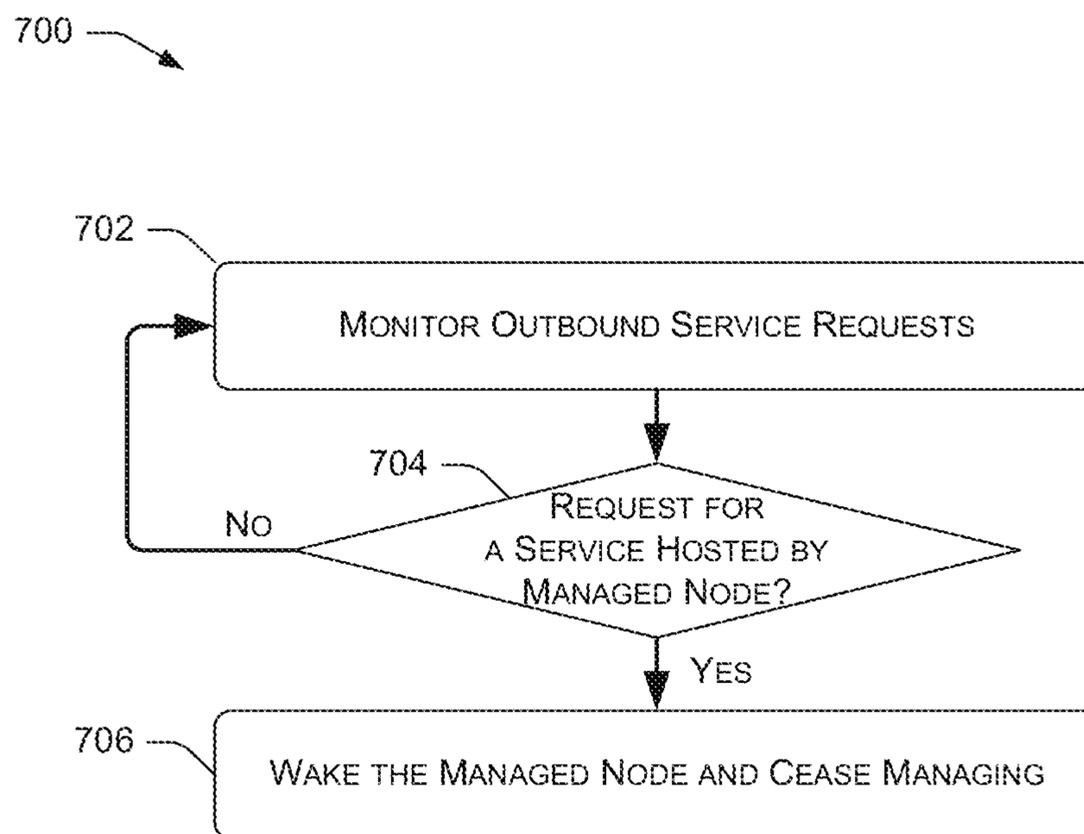 700
702
MONITOR OUTBOUND SERVICE REQUESTS
704
REQUEST FOR
A SERVICE HOSTED BY
MANAGED NODE?
NO
YES
706
WAKE THE MANAGED NODE AND CEASE MANAGING